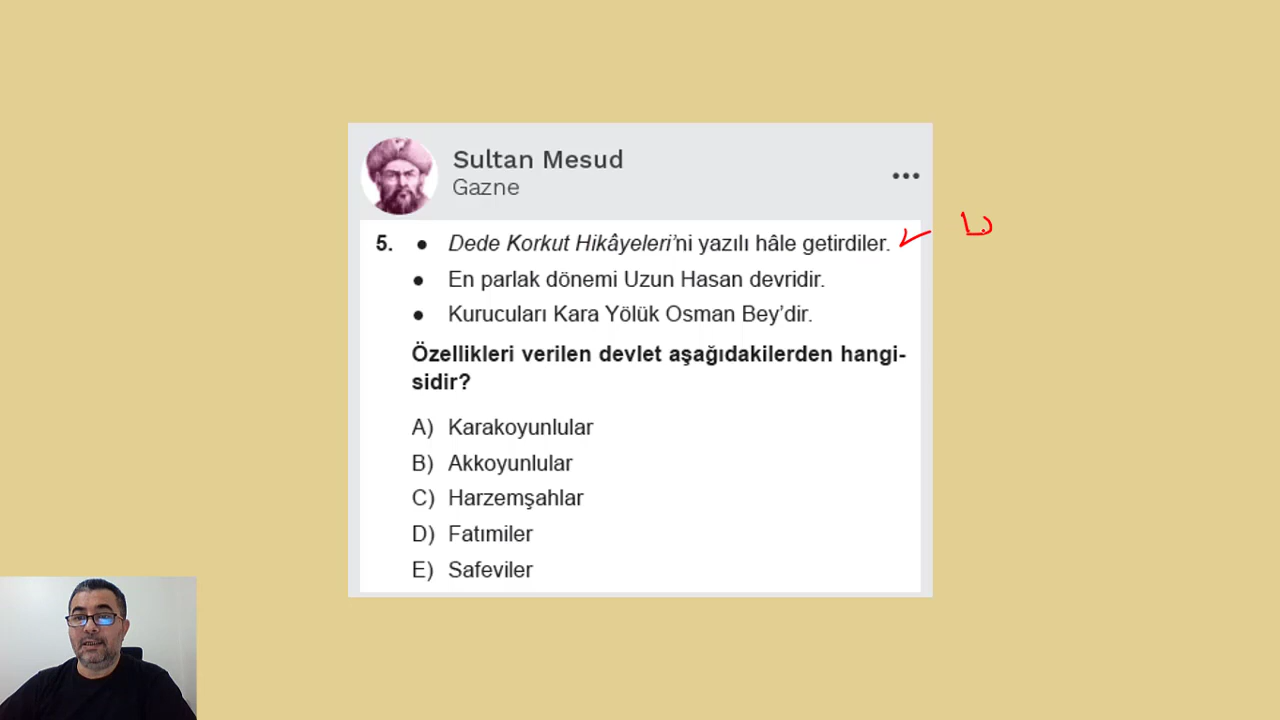 Sultan Mesud
Gazne
5. ● Dede Korkut Hikâyeleri’ni yazılı hâle getirdiler.
● En parlak dönemi Uzun Hasan devridir.
● Kurucuları Kara Yölük Osman Bey’dir.
Özellikleri verilen devlet aşağıdakilerden hangi-
sidir?
A) Karakoyunlular
B) Akkoyunlular
C) Harzemşahlar
D) Fatımiler
E) Safeviler